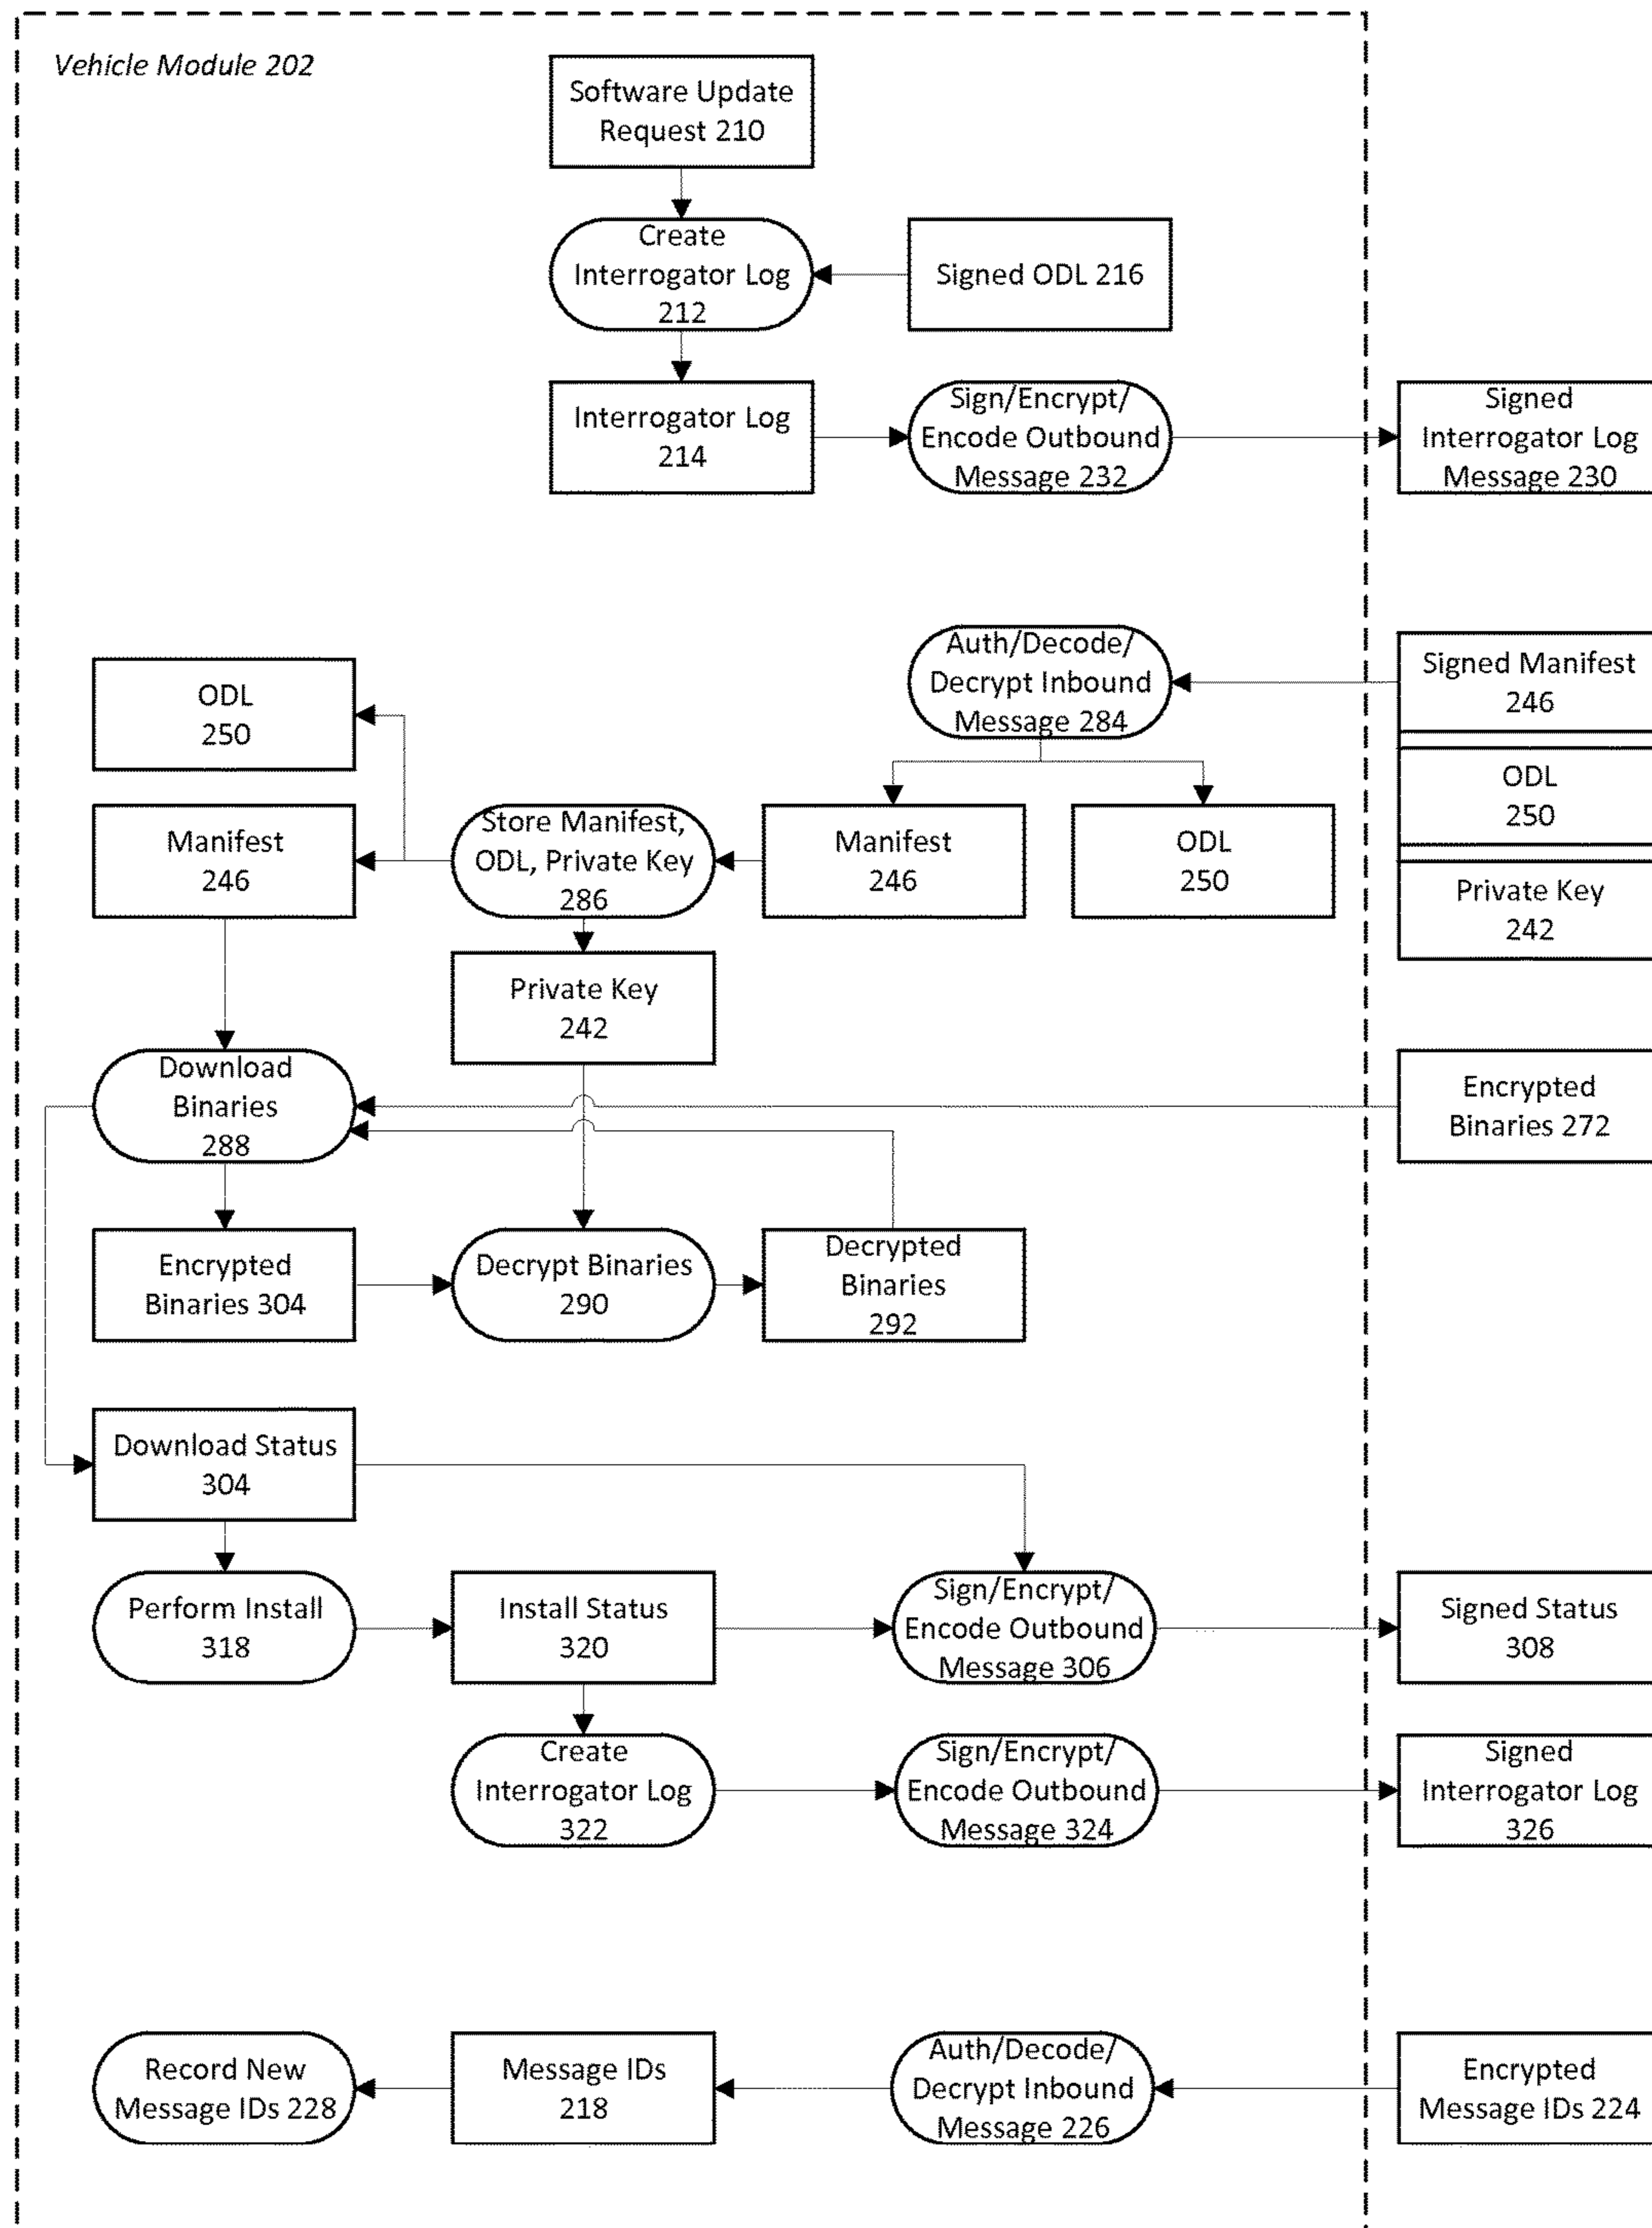 Vehicle Module 202
Software Update
Request 210
Create
Interrogator Log
212
Signed ODL 216
Interrogator Log
214
Sign/Encrypt/
Encode Outbound
Message 232
Signed
Interrogator Log
Message 230
Auth/Decode/
Decrypt Inbound
Message 284
Signed Manifest
246
ODL
250
Private Key
242
ODL
250
Manifest
246
Store Manifest,
ODL, Private Key
286
Manifest
246
ODL
250
Private Key
242
Download
Binaries
288
Encrypted
Binaries 272
Encrypted
Binaries 304
Decrypt Binaries
290
Decrypted
Binaries
292
Download Status
304
Perform Install
318
Install Status
320
Sign/Encrypt/
Encode Outbound
Message 306
Signed Status
308
Create
Interrogator Log
322
Sign/Encrypt/
Encode Outbound
Message 324
Signed
Interrogator Log
326
Record New
Message IDs 228
Message IDs
218
Auth/Decode/
Decrypt Inbound
Message 226
Encrypted
Message IDs 224